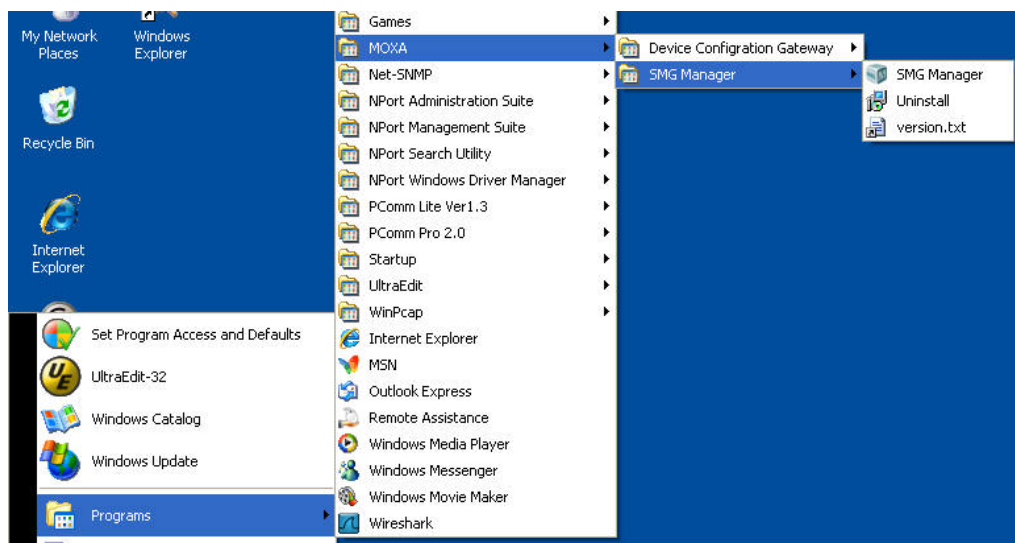 My Network
Places
Windows
Explorer
Recycle Bin
Internet
Explorer
Set Program Access and Defaults
UltraEdit-32
Windows Catalog
Windows Update
Programs
Games
MOXA
Net-SNMP
NPort Administration Suite
NPort Management Suite
NPort Search Utility
NPort Windows Driver Manager
PComm Lite Ver1.3
PComm Pro 2.0
Startup
UltraEdit
WinPcap
Internet Explorer
MSN
Outlook Express
Remote Assistance
Windows Media Player
Windows Messenger
Windows Movie Maker
Wireshark
Device Configration Gateway
SMG Manager
SMG Manager
Uninstall
version.txt